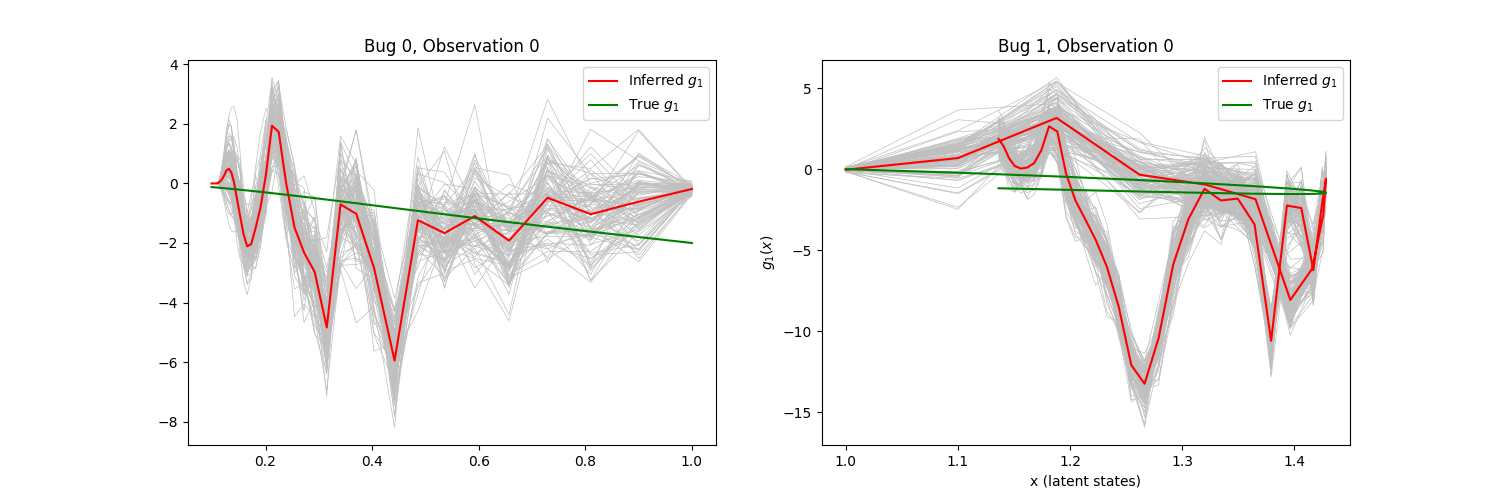 Bug 0, Observation 0
4
2
0
−2
−4
−6
−8
0.2
0.4
0.6
0.8
1.0
Inferred g₁
True g₁
Bug 1, Observation 0
5
0
−5
−10
−15
g₁(x)
1.0
1.1
1.2
1.3
1.4
x (latent states)
Inferred g₁
True g₁